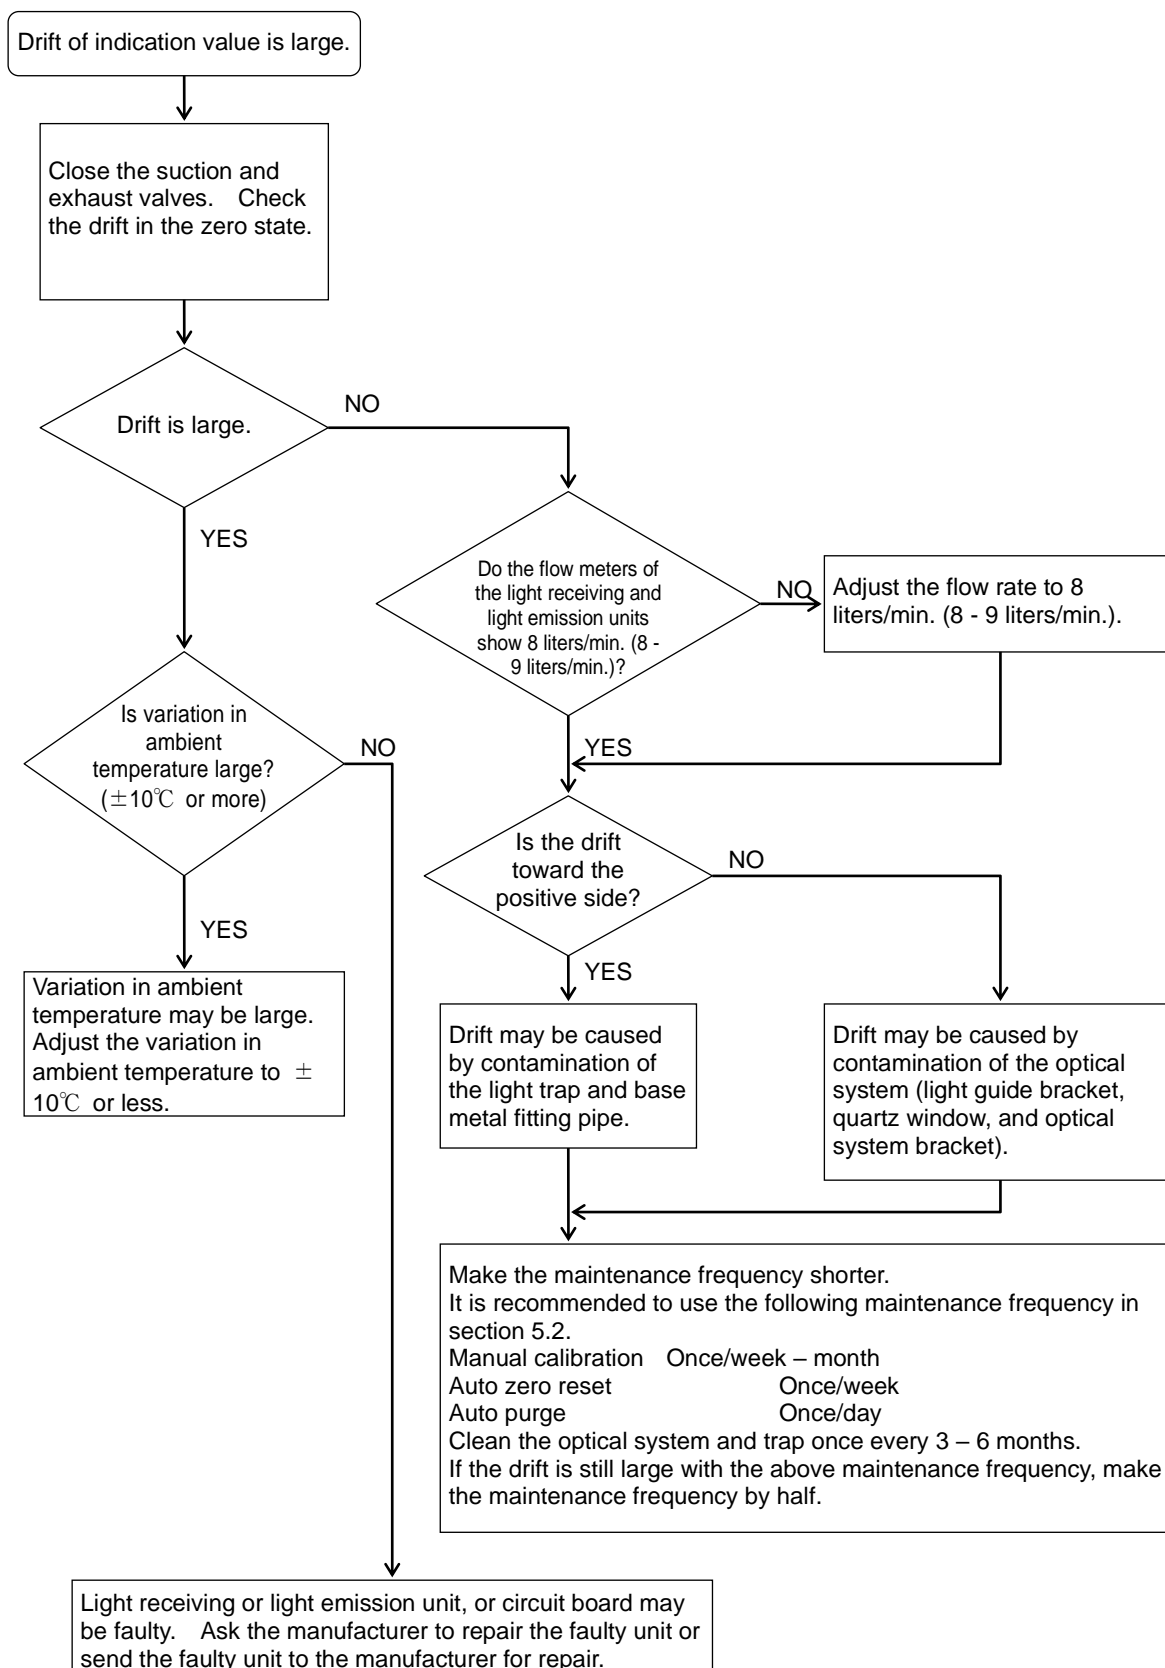 Drift of indication value is large.
Close the suction and
exhaust valves. Check
the drift in the zero state.
Drift is large.
NO
YES
Do the flow meters of
the light receiving and
light emission units
show 8 liters/min. (8 -
9 liters/min.)?
NO
Adjust the flow rate to 8
liters/min. (8 - 9 liters/min.).
YES
Is variation in
ambient
temperature large?
(±10℃ or more)
NO
YES
Is the drift
toward the
positive side?
NO
YES
Variation in ambient
temperature may be large.
Adjust the variation in
ambient temperature to ±
10℃ or less.
Drift may be caused
by contamination of
the light trap and base
metal fitting pipe.
Drift may be caused by
contamination of the optical
system (light guide bracket,
quartz window, and optical
system bracket).
Make the maintenance frequency shorter.
It is recommended to use the following maintenance frequency in
section 5.2.
Manual calibration Once/week – month
Auto zero reset Once/week
Auto purge Once/day
Clean the optical system and trap once every 3 – 6 months.
If the drift is still large with the above maintenance frequency, make
the maintenance frequency by half.
Light receiving or light emission unit, or circuit board may
be faulty. Ask the manufacturer to repair the faulty unit or
send the faulty unit to the manufacturer for repair.